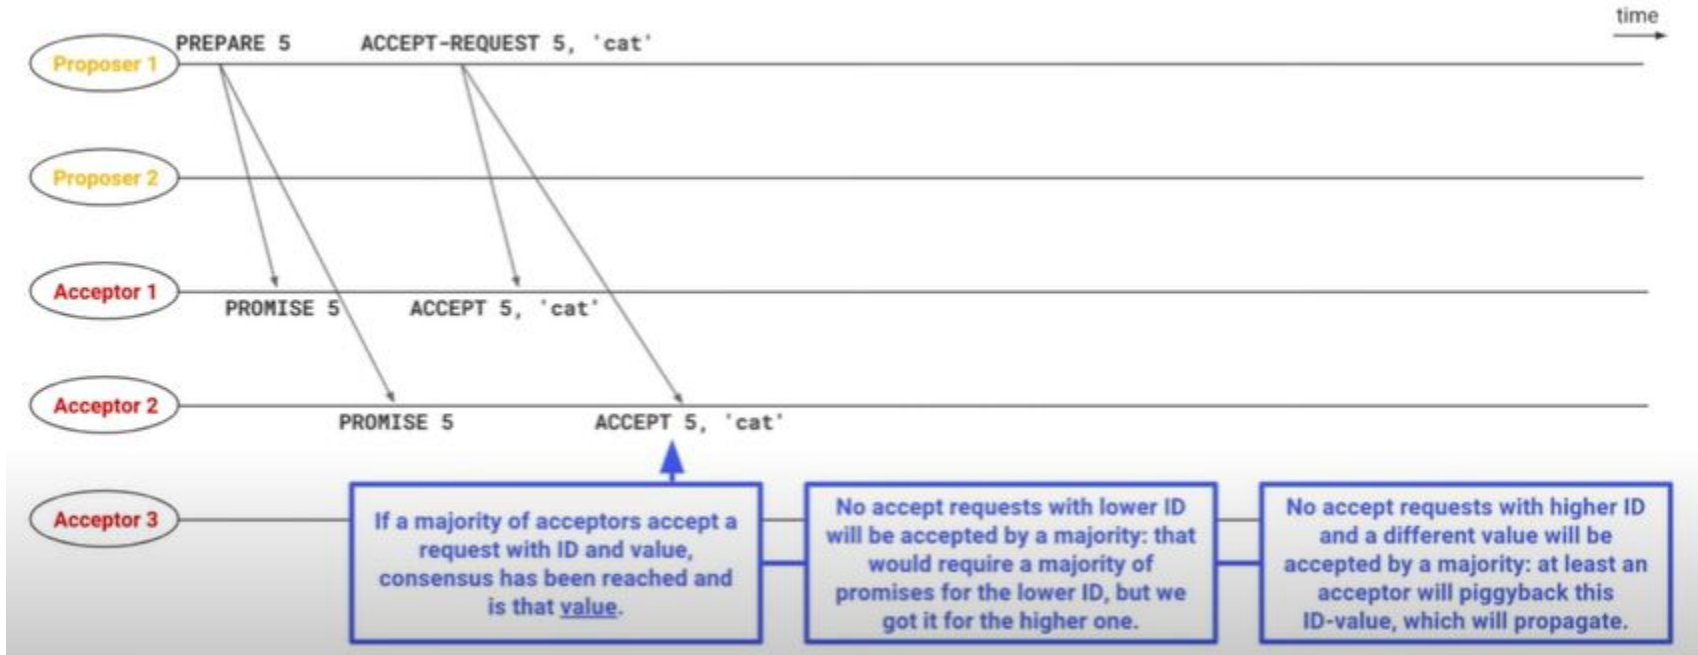 time
PREPARE 5 ACCEPT-REQUEST 5, 'cat'
Proposer 1
Proposer 2
Acceptor 1
PROMISE 5 ACCEPT 5, 'cat'
Acceptor 2
PROMISE 5 ACCEPT 5, 'cat'
Acceptor 3
If a majority of acceptors accept a
request with ID and value,
consensus has been reached and
is that value.
No accept requests with lower ID
will be accepted by a majority: that
would require a majority of
promises for the lower ID, but we
got it for the higher one.
No accept requests with higher ID
and a different value will be
accepted by a majority: at least an
acceptor will piggyback this
ID-value, which will propagate.